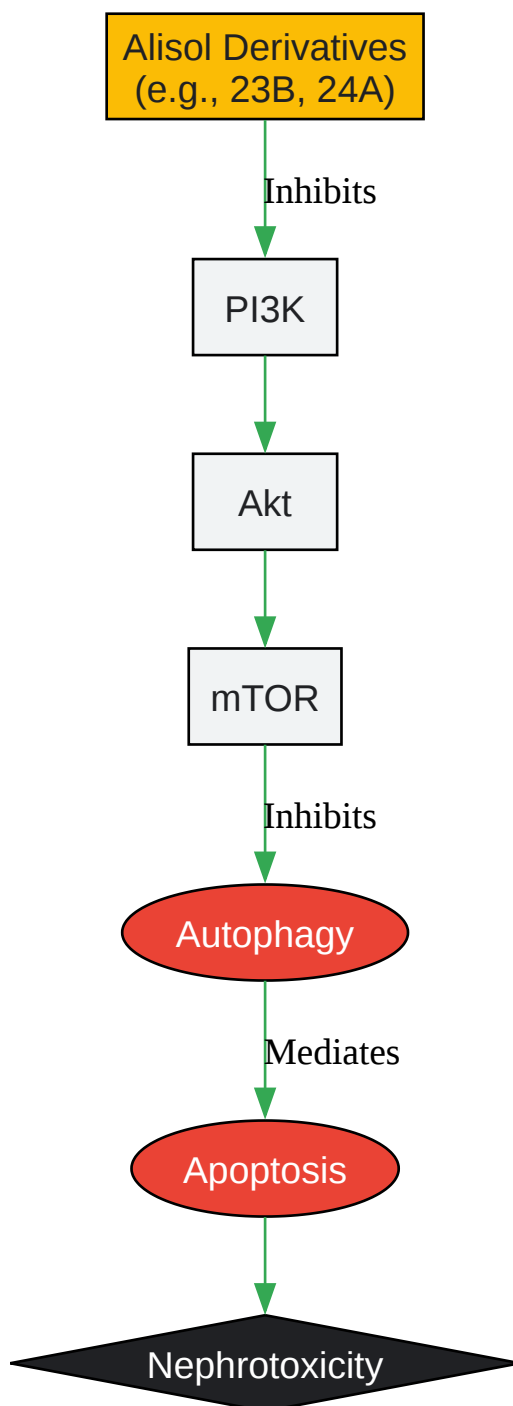 Alisol Derivatives
(e.g., 23B, 24A)
Inhibits
PI3K
Akt
mTOR
Inhibits
Autophagy
Mediates
Apoptosis
Nephrotoxicity